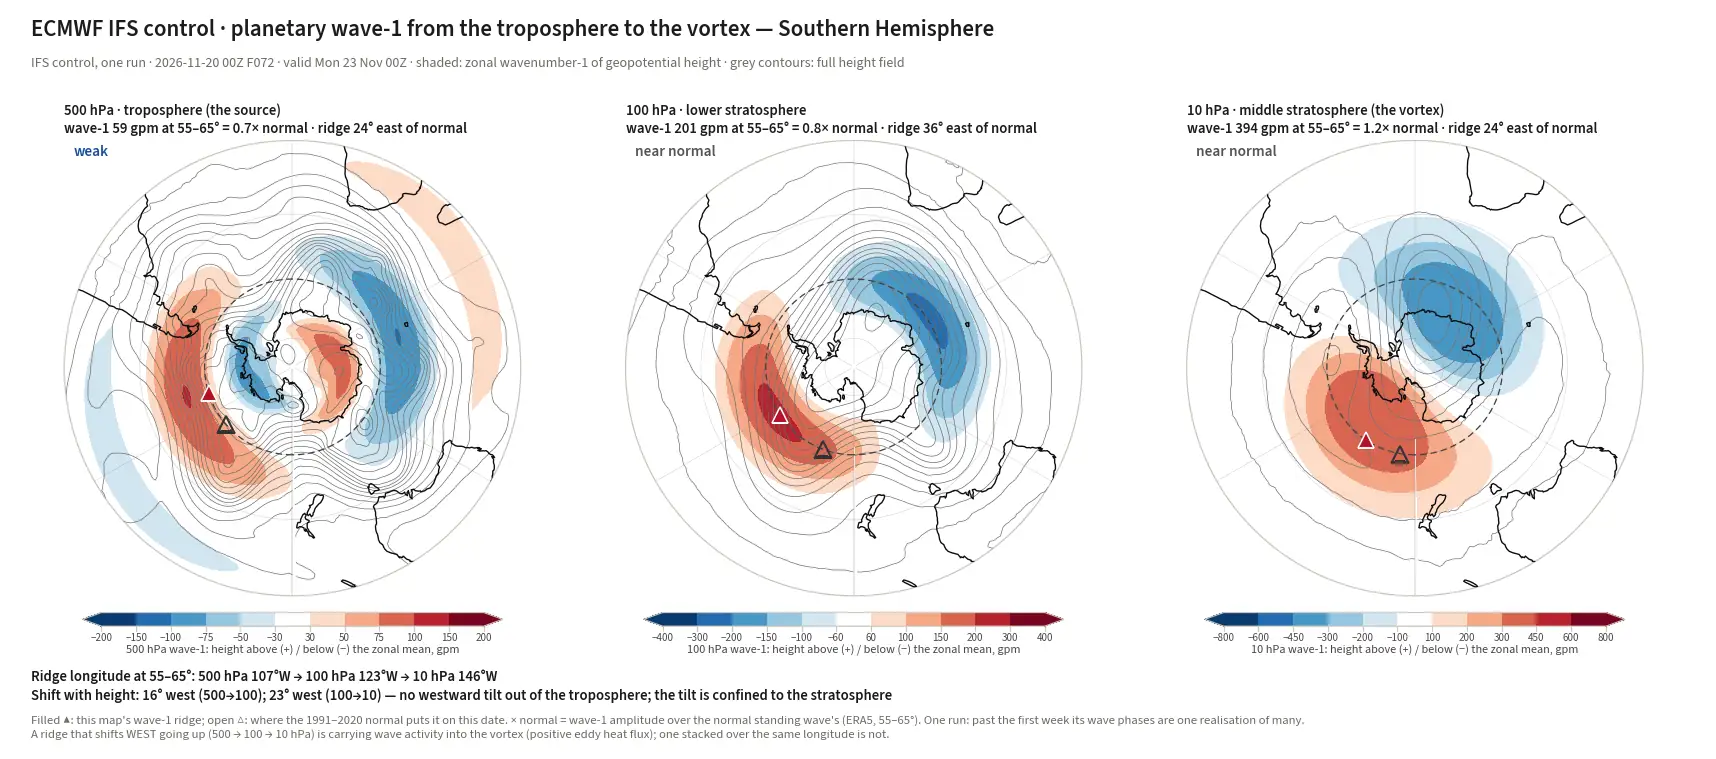 ECMWF IFS control · planetary wave-1 from the troposphere to the vortex — Southern Hemisphere
IFS control, one run · 2026-11-20 00Z F072 · valid Mon 23 Nov 00Z · shaded: zonal wavenumber-1 of geopotential height · grey contours: full height field
500 hPa · troposphere (the source)
wave-1 59 gpm at 55–65° = 0.7× normal · ridge 24° east of normal
weak
100 hPa · lower stratosphere
wave-1 201 gpm at 55–65° = 0.8× normal · ridge 36° east of normal
near normal
10 hPa · middle stratosphere (the vortex)
wave-1 394 gpm at 55–65° = 1.2× normal · ridge 24° east of normal
near normal
−200 −150 −100 −75 −50 −30 30 50 75 100 150 200
500 hPa wave-1: height above (+) / below (−) the zonal mean, gpm
−400 −300 −200 −150 −100 −60 60 100 150 200 300 400
100 hPa wave-1: height above (+) / below (−) the zonal mean, gpm
−800 −600 −450 −300 −200 −100 100 200 300 450 600 800
10 hPa wave-1: height above (+) / below (−) the zonal mean, gpm
Ridge longitude at 55–65°: 500 hPa 107°W → 100 hPa 123°W → 10 hPa 146°W
Shift with height: 16° west (500→100); 23° west (100→10) — no westward tilt out of the troposphere; the tilt is confined to the stratosphere
Filled ▲: this map's wave-1 ridge; open △: where the 1991–2020 normal puts it on this date. × normal = wave-1 amplitude over the normal standing wave's (ERA5, 55–65°). One run: past the first week its wave phases are one realisation of many.
A ridge that shifts WEST going up (500 → 100 → 10 hPa) is carrying wave activity into the vortex (positive eddy heat flux); one stacked over the same longitude is not.